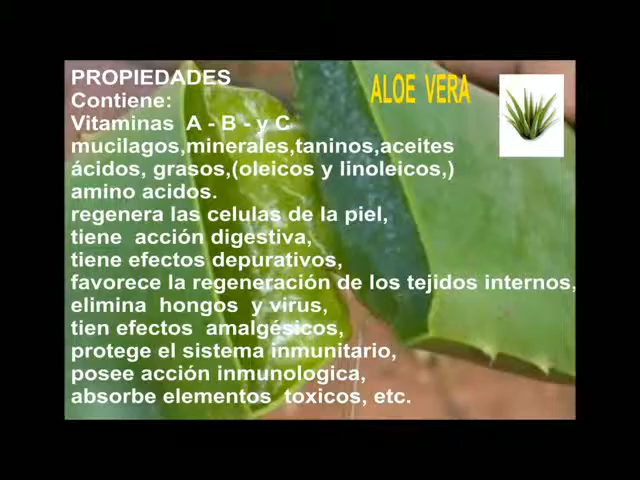 PROPIEDADES
ALOE VERA
Contiene:
Vitaminas A - B - y C
mucilagos,minerales,taninos,aceites
ácidos, grasos,(oleicos y linoleicos,)
amino acidos.
regenera las celulas de la piel,
tiene acción digestiva,
tiene efectos depurativos,
favorece la regeneración de los tejidos internos,
elimina hongos y virus,
tien efectos amalgésicos,
protege el sistema inmunitario,
posee acción inmunologica,
absorbe elementos toxicos, etc.